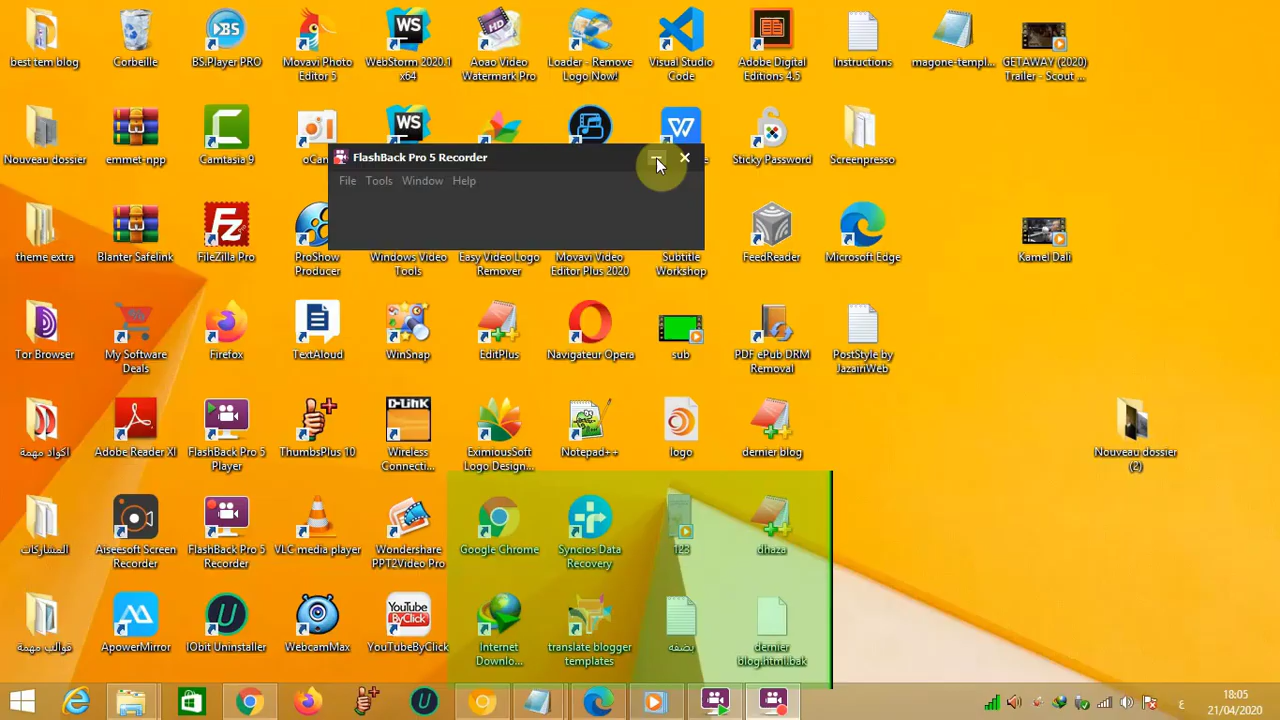 best tem blog
Corbeille
BS.Player PRO
Movavi Photo
Editor 5
WebStorm 2020.1
x64
Aoao Video
Watermark Pro
Loader - Remove
Logo Now!
Visual Studio
Code
Adobe Digital
Editions 4.5
Instructions
magone-templ...
GETAWAY (2020)
Trailer - Scout ...
Nouveau dossier
emmet-npp
Camtasia 9
Sticky Password
Screenpresso
FlashBack Pro 5 Recorder
File Tools Window Help
theme extra
Blanter Safelink
FileZilla Pro
ProShow
Producer
Windows Video
Tools
Easy Video Logo
Remover
Movavi Video
Editor Plus 2020
Subtitle
Workshop
FeedReader
Microsoft Edge
Kamel Dali
Tor Browser
My Software
Deals
Firefox
TextAloud
WinSnap
EditPlus
Navigateur Opera
sub
PDF ePub DRM
Removal
PostStyle by
JazairiWeb
اكواد مهمة
Adobe Reader XI
FlashBack Pro 5
Player
ThumbsPlus 10
D-Link
Wireless
Connecti...
EximiousSoft
Logo Design...
Notepad++
logo
dernier blog
Nouveau dossier
(2)
المشاركات
Aiseesoft Screen
Recorder
FlashBack Pro 5
Recorder
VLC media player
Wondershare
PPT2Video Pro
Google Chrome
Syncios Data
Recovery
123
dhaza
قوالب مهمة
ApowerMirror
IObit Uninstaller
WebcamMax
YouTube
ByClick
YouTubeByClick
Internet
Downlo...
translate blogger
templates
بصفه
dernier
blog.html.bak
ع
18:05
21/04/2020